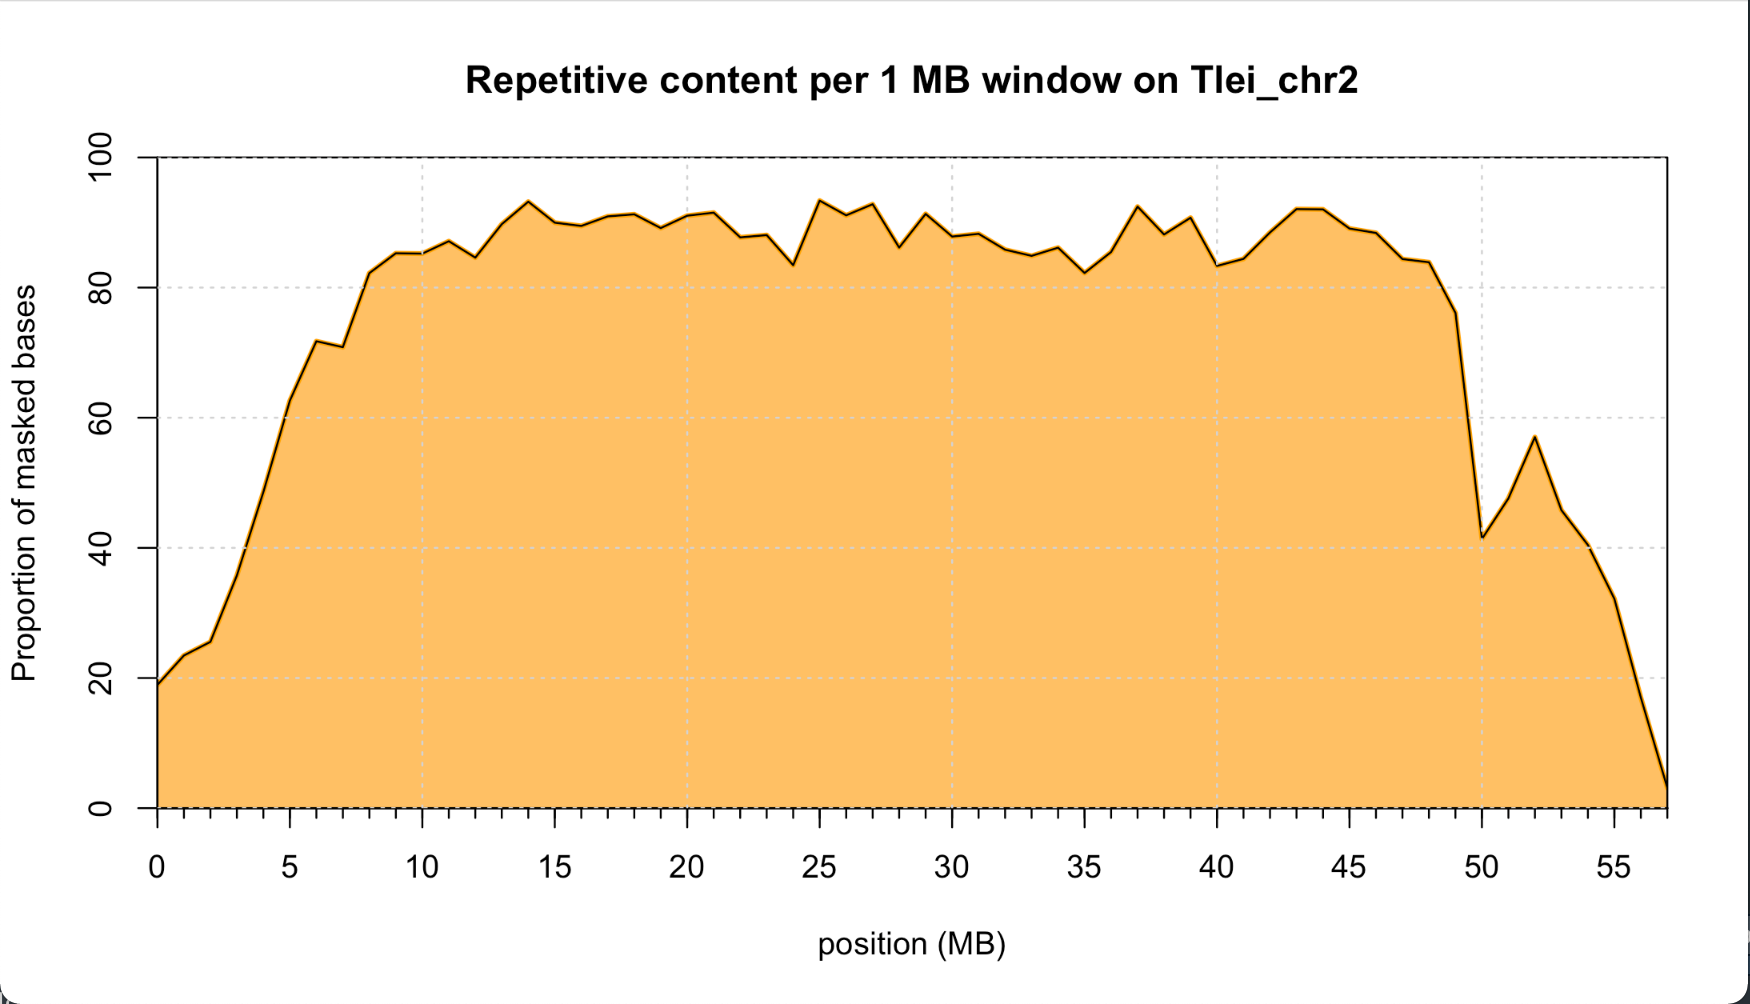 Repetitive content per 1 MB window on Tlei_chr2
Proportion of masked bases
100
80
60
40
20
0
0 5 10 15 20 25 30 35 40 45 50 55
position (MB)